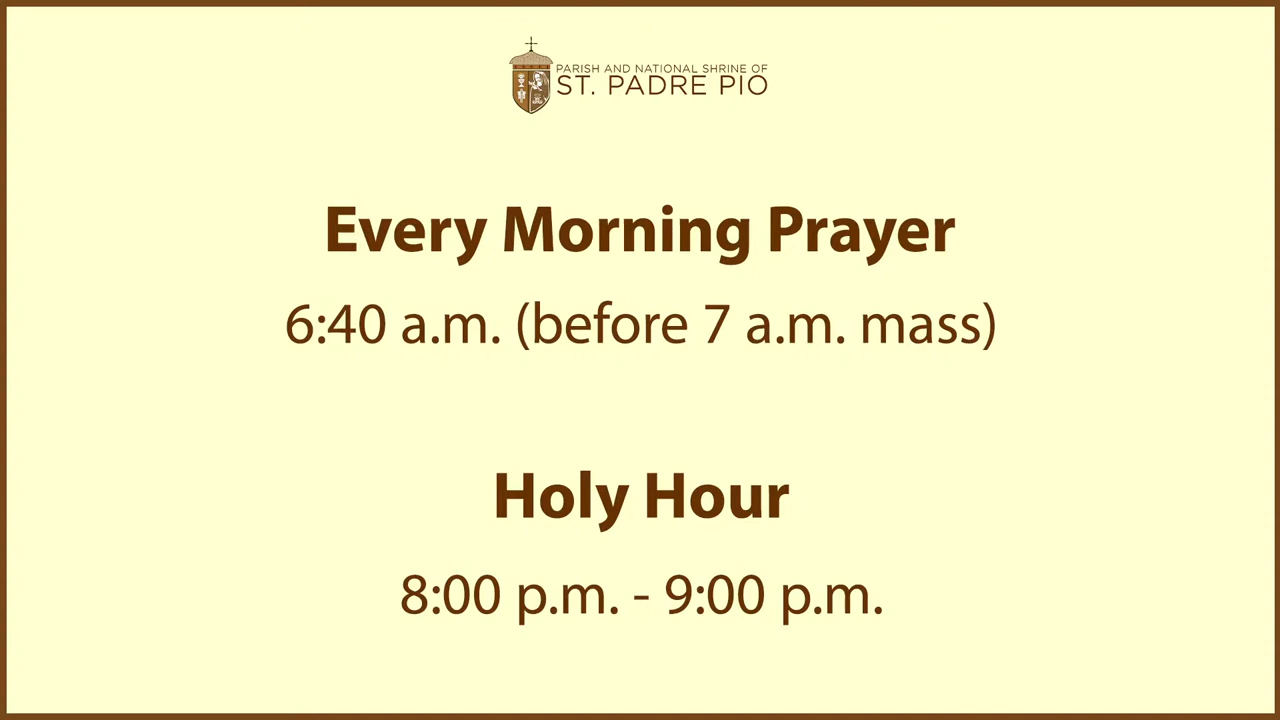 PARISH AND NATIONAL SHRINE OF
ST. PADRE PIO
Every Morning Prayer
6:40 a.m. (before 7 a.m. mass)
Holy Hour
8:00 p.m. - 9:00 p.m.